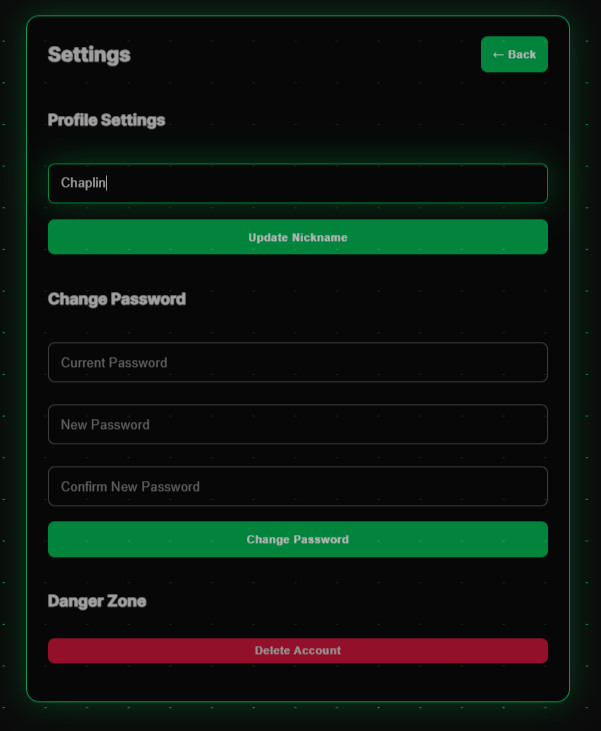 Settings
← Back
Profile Settings
Chaplin
Update Nickname
Change Password
Current Password
New Password
Confirm New Password
Change Password
Danger Zone
Delete Account